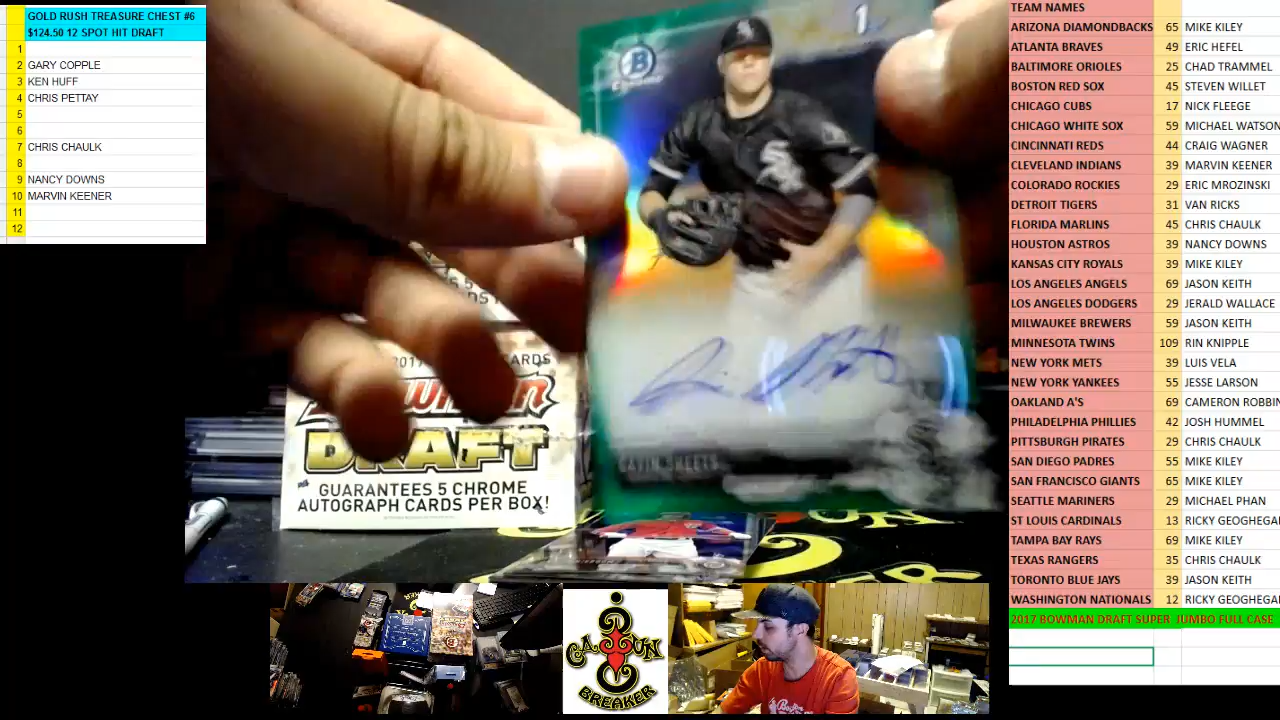 GOLD RUSH TREASURE CHEST #6
$124.50 12 SPOT HIT DRAFT
1
2 GARY COPPLE
3 KEN HUFF
4 CHRIS PETTAY
5
6
7 CHRIS CHAULK
8
9 NANCY DOWNS
10 MARVIN KEENER
11
12
B
1
GAVIN SHEETS
2017
CARDS
DRAFT
GUARANTEES 5 CHROME
AUTOGRAPH CARDS PER BOX!
CAJUN
BREAKER
TEAM NAMES
ARIZONA DIAMONDBACKS 65 MIKE KILEY
ATLANTA BRAVES 49 ERIC HEFEL
BALTIMORE ORIOLES 25 CHAD TRAMMEL
BOSTON RED SOX 45 STEVEN WILLET
CHICAGO CUBS 17 NICK FLEEGE
CHICAGO WHITE SOX 59 MICHAEL WATSON
CINCINNATI REDS 44 CRAIG WAGNER
CLEVELAND INDIANS 39 MARVIN KEENER
COLORADO ROCKIES 29 ERIC MROZINSKI
DETROIT TIGERS 31 VAN RICKS
FLORIDA MARLINS 45 CHRIS CHAULK
HOUSTON ASTROS 39 NANCY DOWNS
KANSAS CITY ROYALS 39 MIKE KILEY
LOS ANGELES ANGELS 69 JASON KEITH
LOS ANGELES DODGERS 29 JERALD WALLACE
MILWAUKEE BREWERS 59 JASON KEITH
MINNESOTA TWINS 109 RIN KNIPPLE
NEW YORK METS 39 LUIS VELA
NEW YORK YANKEES 55 JESSE LARSON
OAKLAND A'S 69 CAMERON ROBBIN
PHILADELPHIA PHILLIES 42 JOSH HUMMEL
PITTSBURGH PIRATES 29 CHRIS CHAULK
SAN DIEGO PADRES 55 MIKE KILEY
SAN FRANCISCO GIANTS 65 MIKE KILEY
SEATTLE MARINERS 29 MICHAEL PHAN
ST LOUIS CARDINALS 13 RICKY GEOGHEGA
TAMPA BAY RAYS 69 MIKE KILEY
TEXAS RANGERS 35 CHRIS CHAULK
TORONTO BLUE JAYS 39 JASON KEITH
WASHINGTON NATIONALS 12 RICKY GEOGHEGA
2017 BOWMAN DRAFT SUPER JUMBO FULL CASE